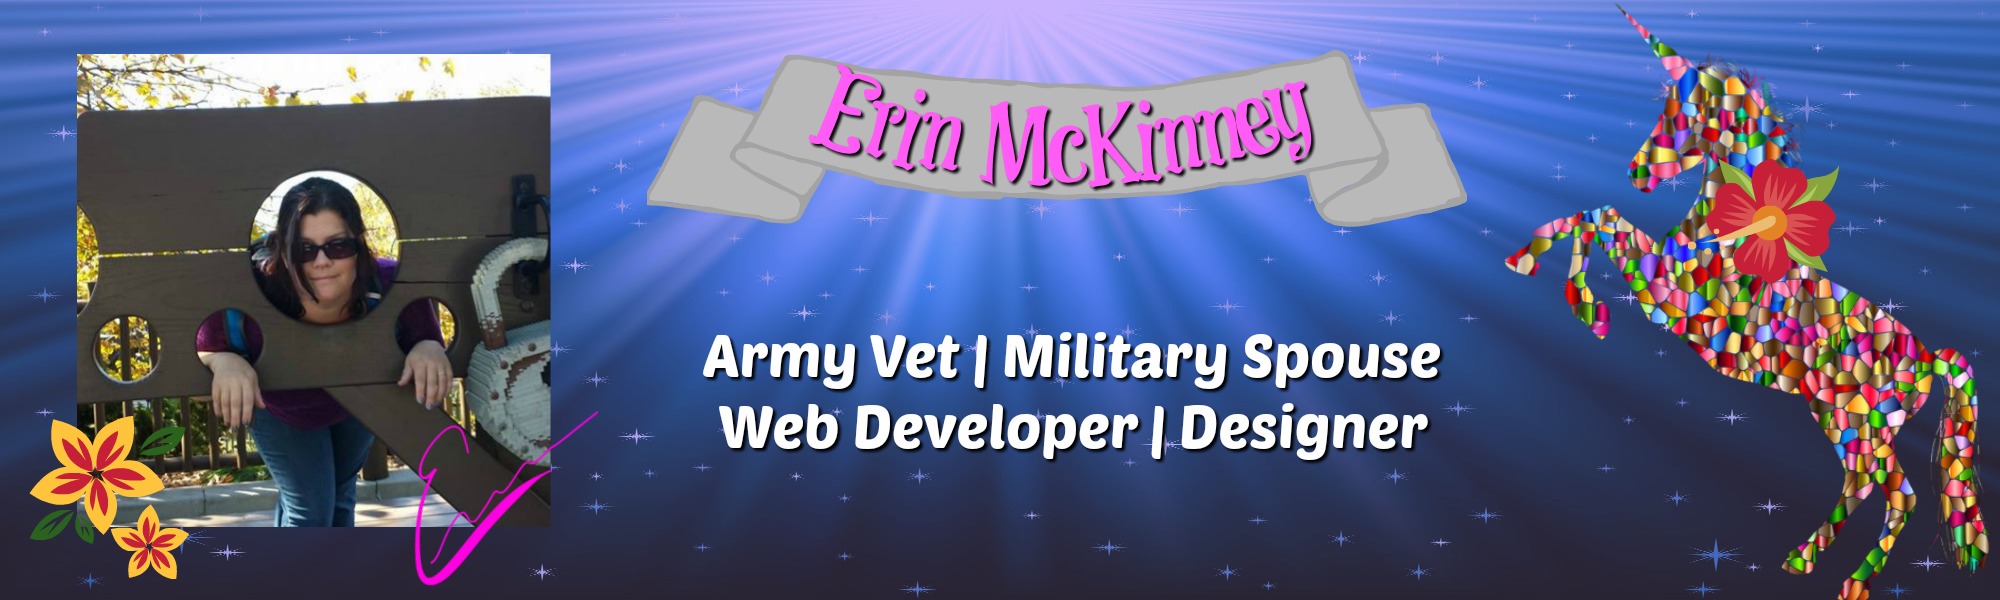 Erin McKinney
Army Vet | Military Spouse
Web Developer | Designer